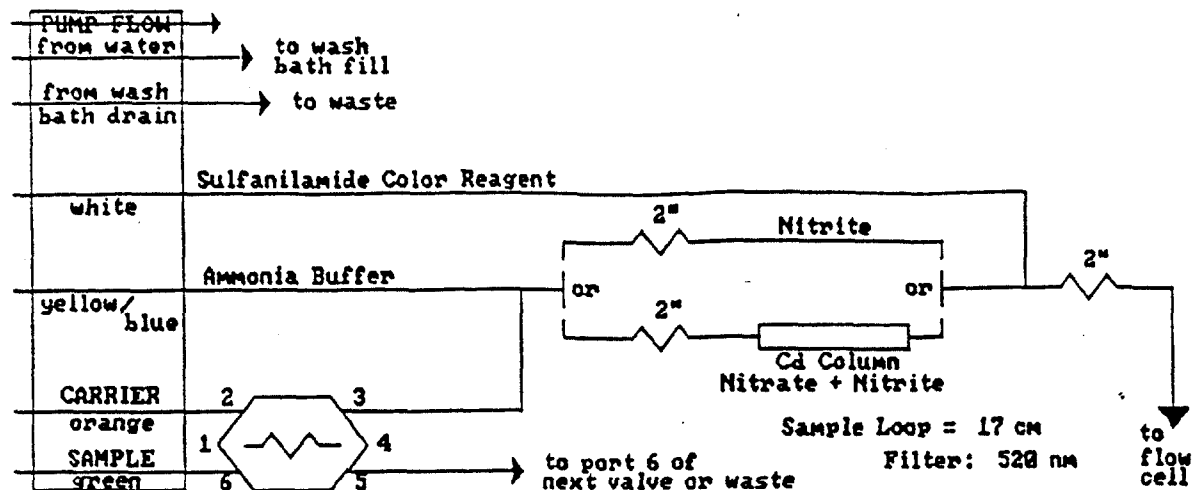 PUMP FLOW
from water
to wash
bath fill
from wash
bath drain
to waste
Sulfanilamide Color Reagent
white
2"
Nitrite
Ammonia Buffer
or
or
2"
yellow/
blue
2"
Cd Column
Nitrate + Nitrite
CARRIER
orange
2
3
1
4
SAMPLE
green
6
5
to port 6 of
next valve or waste
Sample Loop = 17 cm
Filter: 520 nm
to
flow
cell